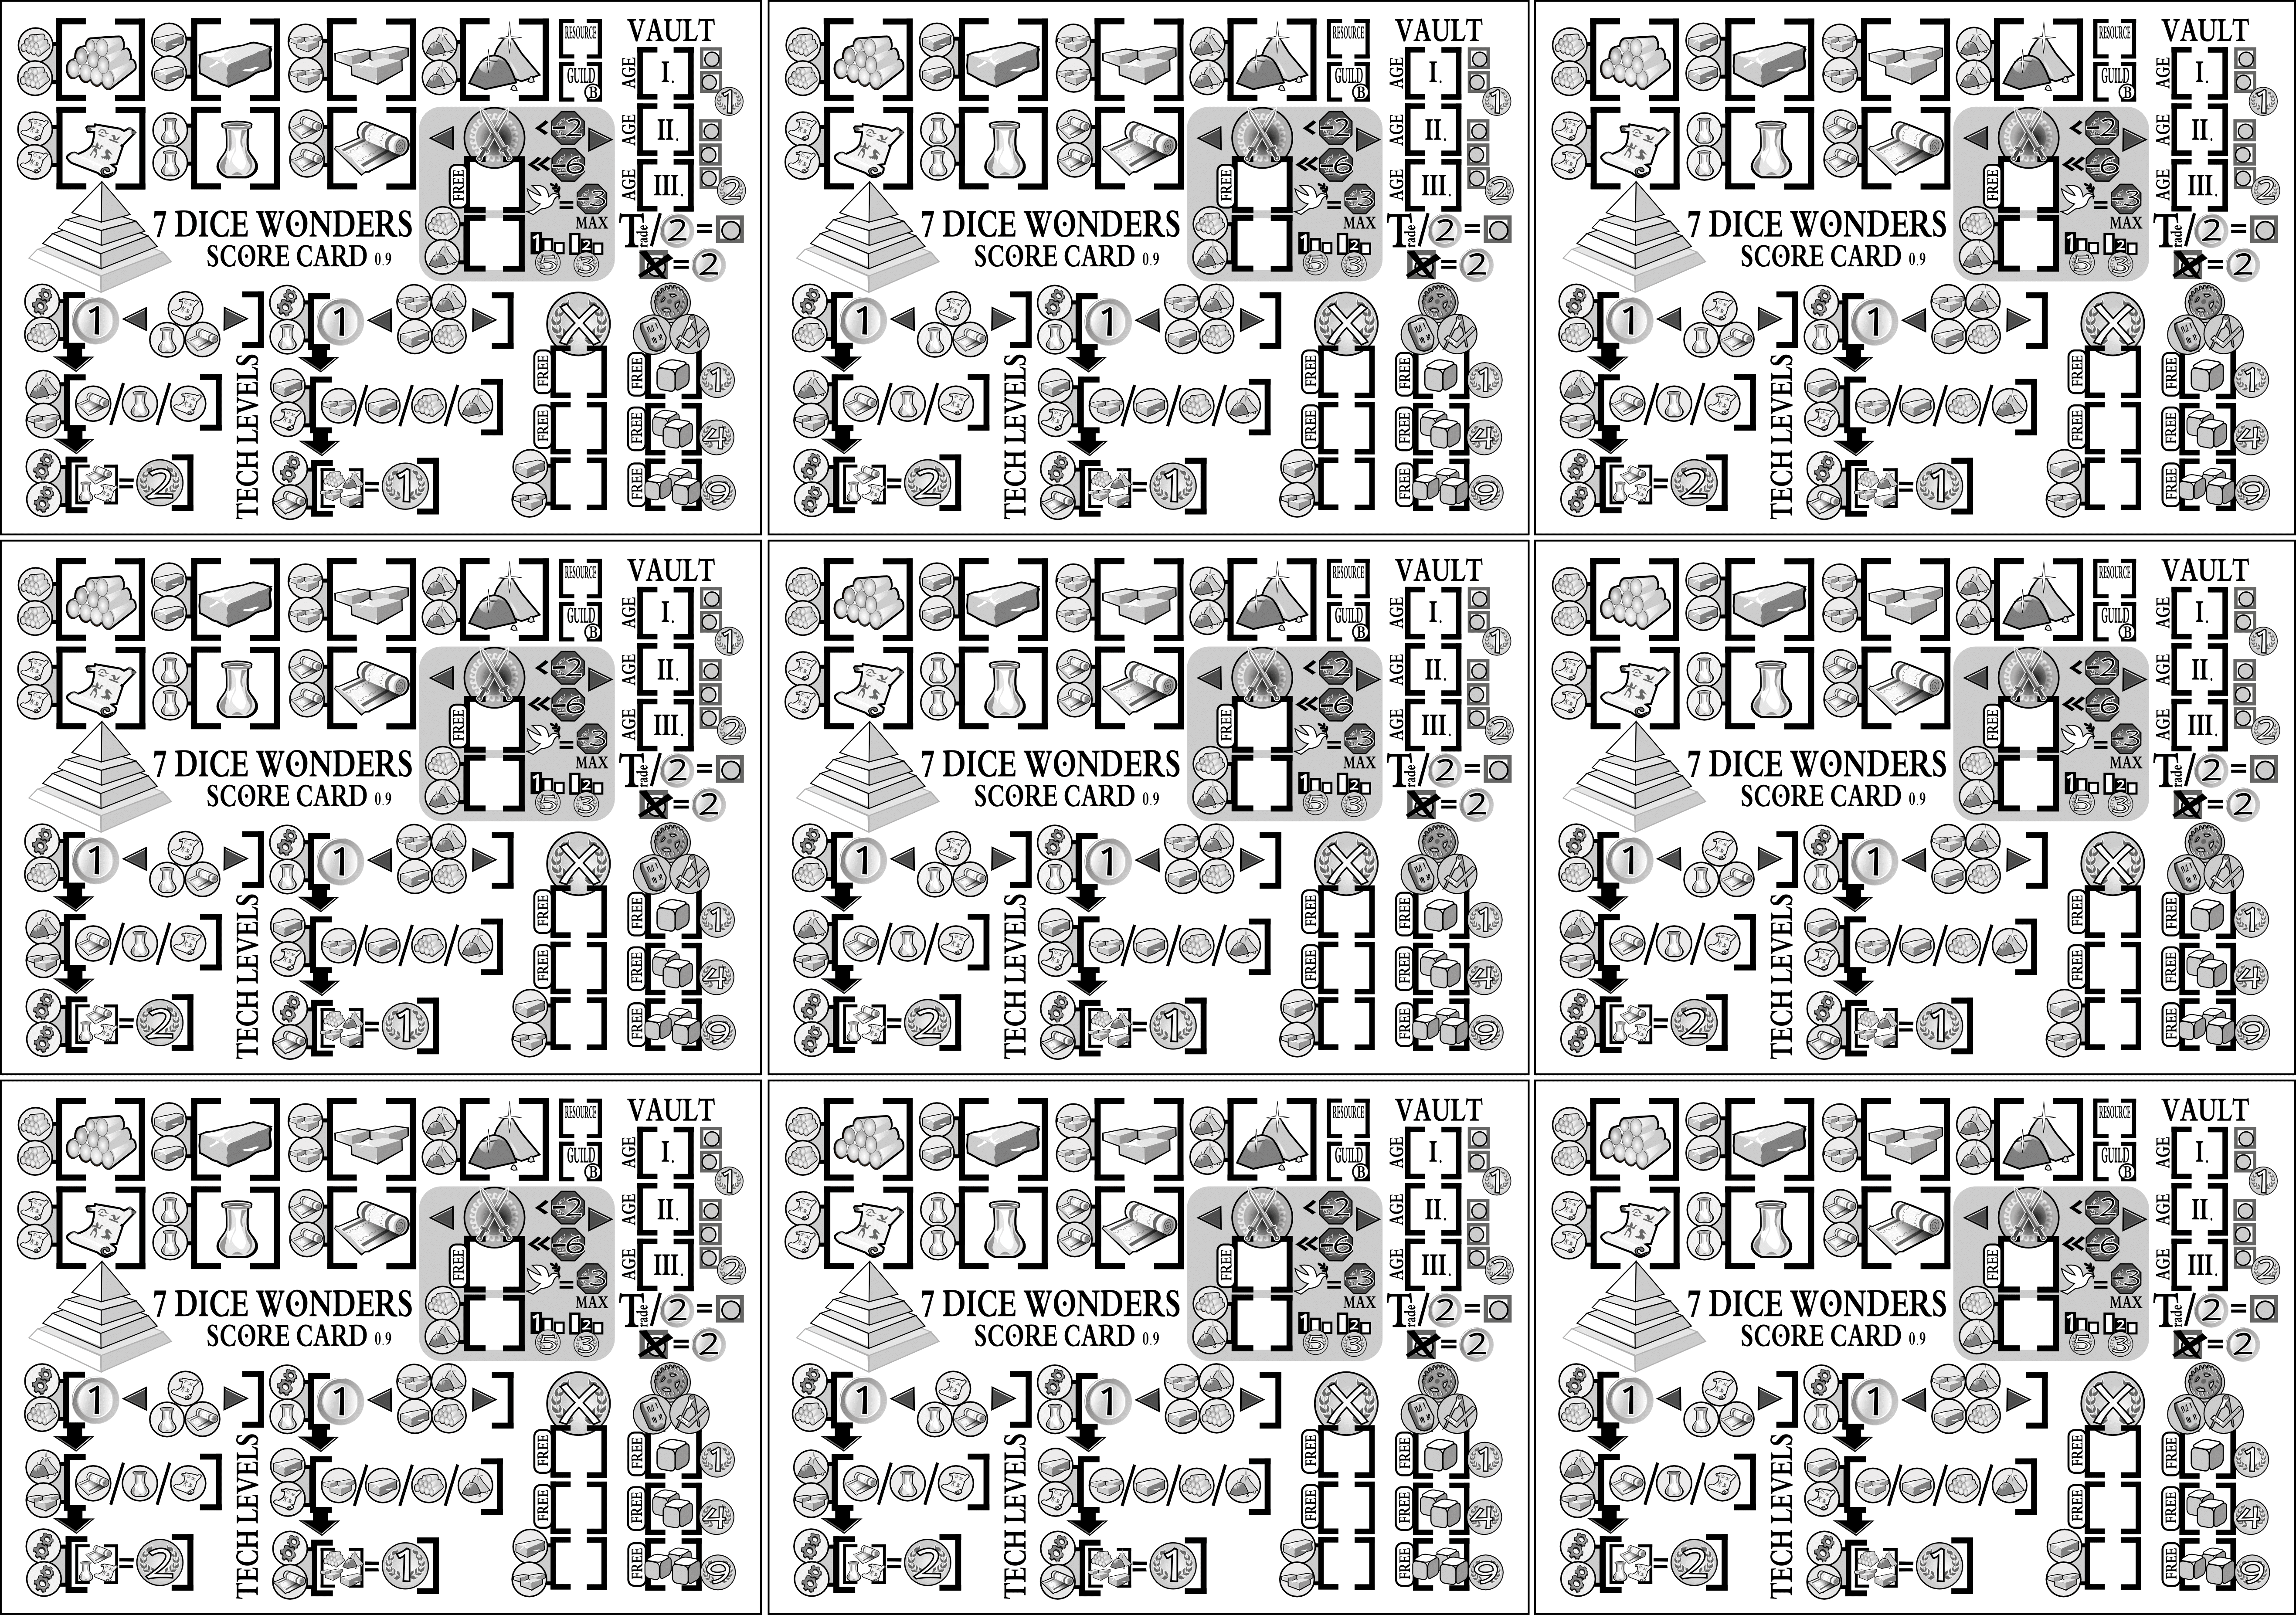 RESOURCE
GUILD
B
VAULT
AGE I.
1
AGE II.
AGE III.
2
<-2
«-6
FREE
=-3
MAX
1 2
5 3
7 DICE WONDERS
SCORE CARD 0.9
Trade/2=
=2
1
1
TECH LEVELS
=2
=1
FREE
FREE
FREE 1
FREE 4
FREE 9
RESOURCE
GUILD
B
VAULT
AGE I.
1
AGE II.
AGE III.
2
<-2
«-6
FREE
=-3
MAX
1 2
5 3
7 DICE WONDERS
SCORE CARD 0.9
Trade/2=
=2
1
1
TECH LEVELS
=2
=1
FREE
FREE
FREE 1
FREE 4
FREE 9
RESOURCE
GUILD
B
VAULT
AGE I.
1
AGE II.
AGE III.
2
<-2
«-6
FREE
=-3
MAX
1 2
5 3
7 DICE WONDERS
SCORE CARD 0.9
Trade/2=
=2
1
1
TECH LEVELS
=2
=1
FREE
FREE
FREE 1
FREE 4
FREE 9
RESOURCE
GUILD
B
VAULT
AGE I.
1
AGE II.
AGE III.
2
<-2
«-6
FREE
=-3
MAX
1 2
5 3
7 DICE WONDERS
SCORE CARD 0.9
Trade/2=
=2
1
1
TECH LEVELS
=2
=1
FREE
FREE
FREE 1
FREE 4
FREE 9
RESOURCE
GUILD
B
VAULT
AGE I.
1
AGE II.
AGE III.
2
<-2
«-6
FREE
=-3
MAX
1 2
5 3
7 DICE WONDERS
SCORE CARD 0.9
Trade/2=
=2
1
1
TECH LEVELS
=2
=1
FREE
FREE
FREE 1
FREE 4
FREE 9
RESOURCE
GUILD
B
VAULT
AGE I.
1
AGE II.
AGE III.
2
<-2
«-6
FREE
=-3
MAX
1 2
5 3
7 DICE WONDERS
SCORE CARD 0.9
Trade/2=
=2
1
1
TECH LEVELS
=2
=1
FREE
FREE
FREE 1
FREE 4
FREE 9
RESOURCE
GUILD
B
VAULT
AGE I.
1
AGE II.
AGE III.
2
<-2
«-6
FREE
=-3
MAX
1 2
5 3
7 DICE WONDERS
SCORE CARD 0.9
Trade/2=
=2
1
1
TECH LEVELS
=2
=1
FREE
FREE
FREE 1
FREE 4
FREE 9
RESOURCE
GUILD
B
VAULT
AGE I.
1
AGE II.
AGE III.
2
<-2
«-6
FREE
=-3
MAX
1 2
5 3
7 DICE WONDERS
SCORE CARD 0.9
Trade/2=
=2
1
1
TECH LEVELS
=2
=1
FREE
FREE
FREE 1
FREE 4
FREE 9
RESOURCE
GUILD
B
VAULT
AGE I.
1
AGE II.
AGE III.
2
<-2
«-6
FREE
=-3
MAX
1 2
5 3
7 DICE WONDERS
SCORE CARD 0.9
Trade/2=
=2
1
1
TECH LEVELS
=2
=1
FREE
FREE
FREE 1
FREE 4
FREE 9